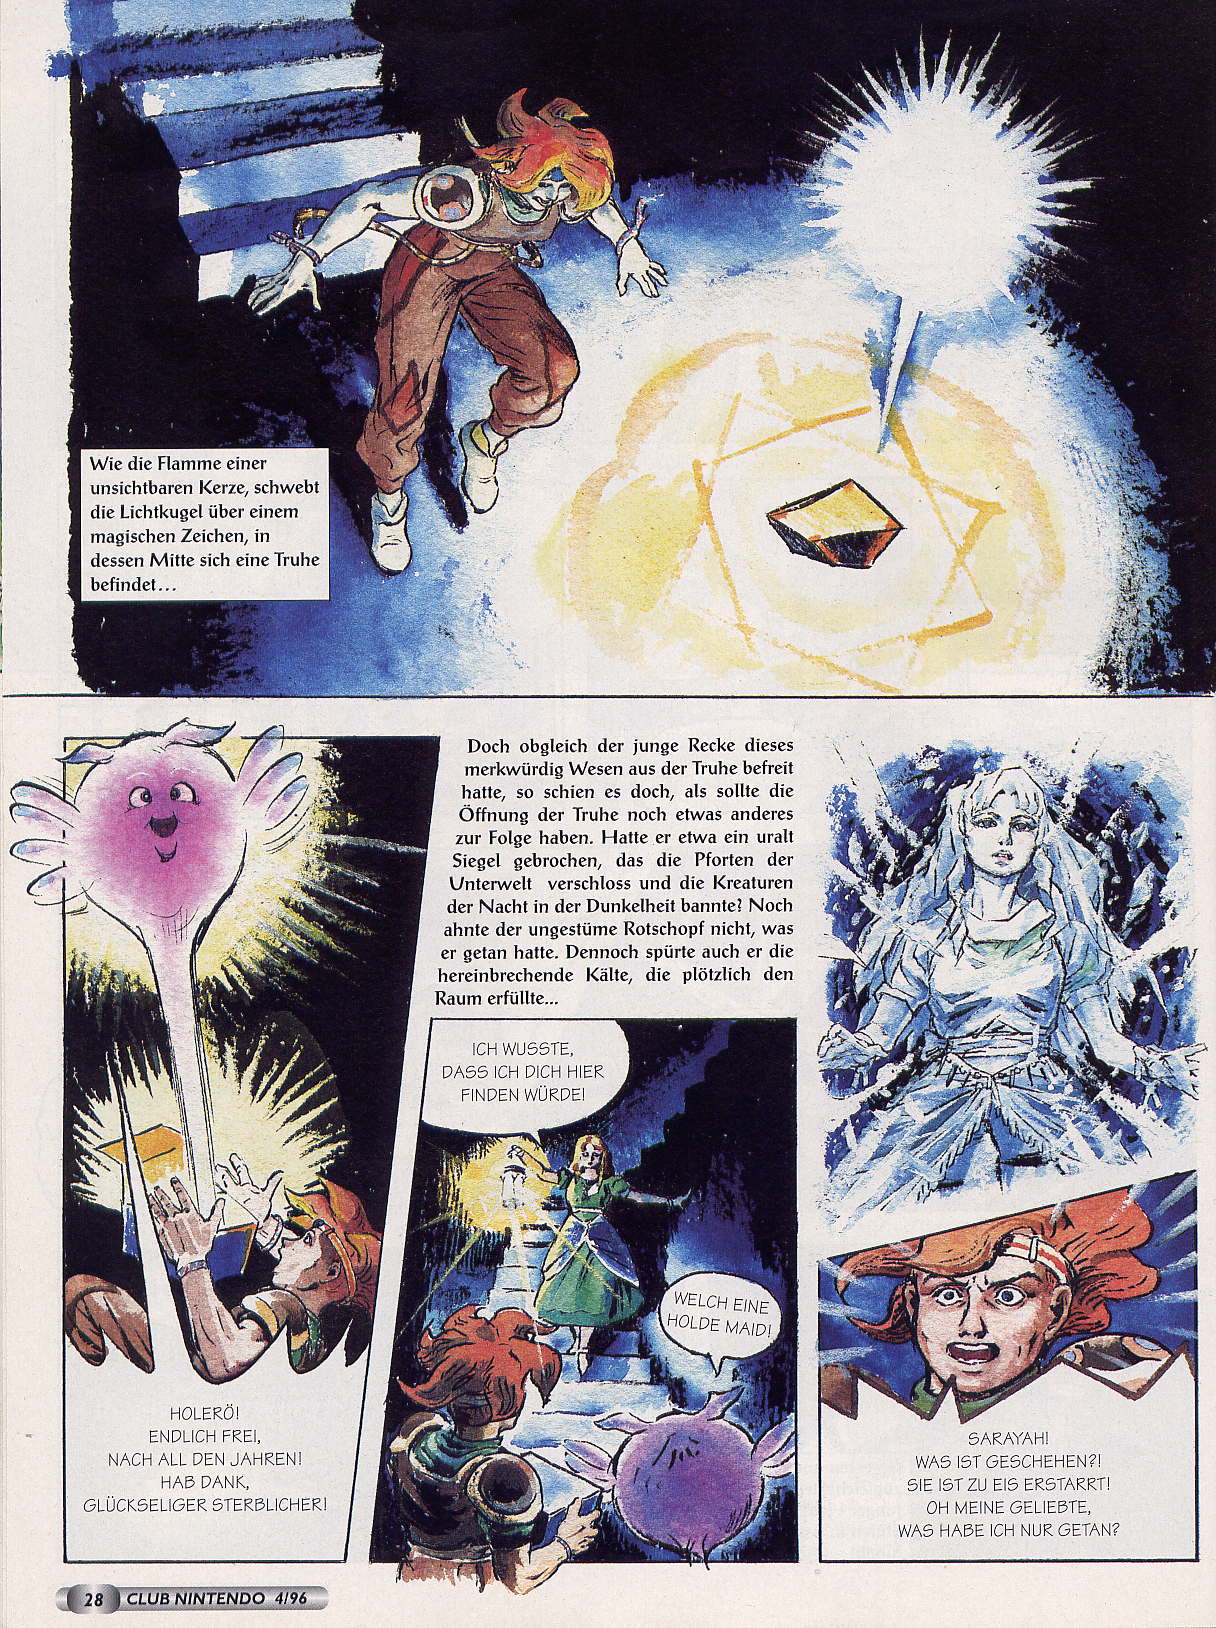 Wie die Flamme einer
unsichtbaren Kerze, schwebt
die Lichtkugel über einem
magischen Zeichen, in
dessen Mitte sich eine Truhe
befindet...
HOLERÖ!
ENDLICH FREI,
NACH ALL DEN JAHREN!
HAB DANK,
GLÜCKSELIGER STERBLICHER!
Doch obgleich der junge Recke dieses
merkwürdig Wesen aus der Truhe befreit
hatte, so schien es doch, als sollte die
Öffnung der Truhe noch etwas anderes
zur Folge haben. Hatte er etwa ein uralt
Siegel gebrochen, das die Pforten der
Unterwelt verschloss und die Kreaturen
der Nacht in der Dunkelheit bannte? Noch
ahnte der ungestüme Rotschopf nicht, was
er getan hatte. Dennoch spürte auch er die
hereinbrechende Kälte, die plötzlich den
Raum erfüllte...
ICH WUSSTE,
DASS ICH DICH HIER
FINDEN WÜRDE!
WELCH EINE
HOLDE MAID!
SARAYAH!
WAS IST GESCHEHEN?!
SIE IST ZU EIS ERSTARRT!
OH MEINE GELIEBTE,
WAS HABE ICH NUR GETAN?
28 CLUB NINTENDO 4/96